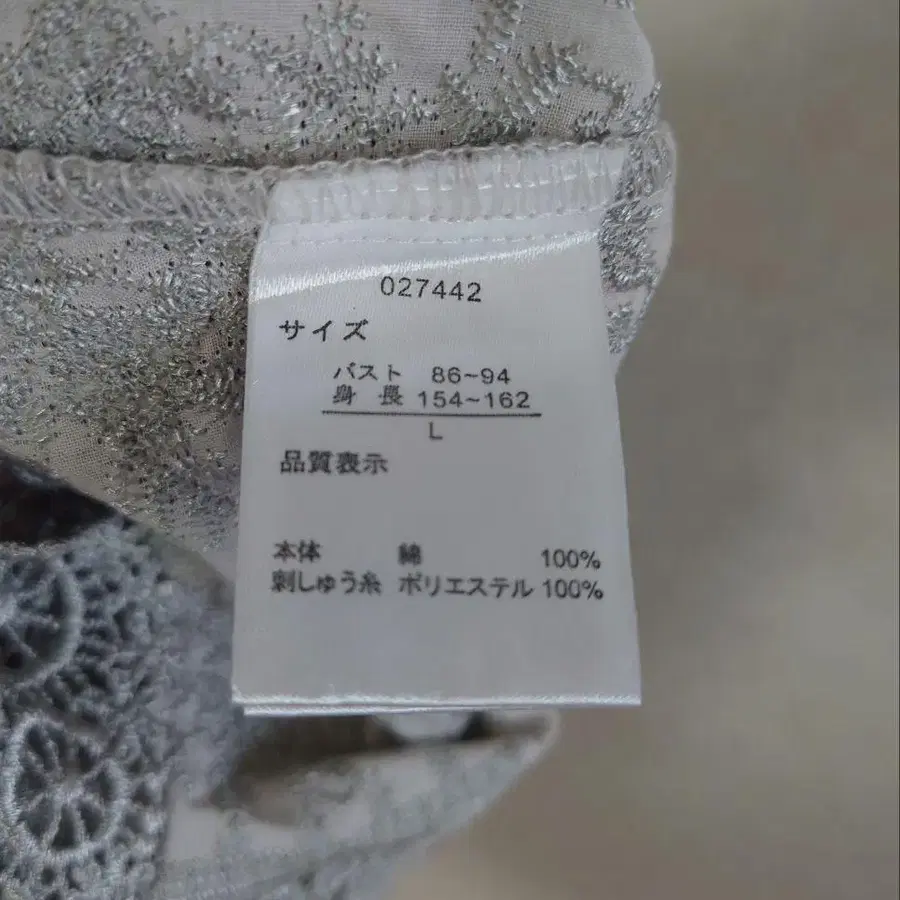 027442
サイズ
バスト 86~94
身長 154~162
L
品質表示
本体 綿 100%
刺しゅう糸 ポリエステル 100%